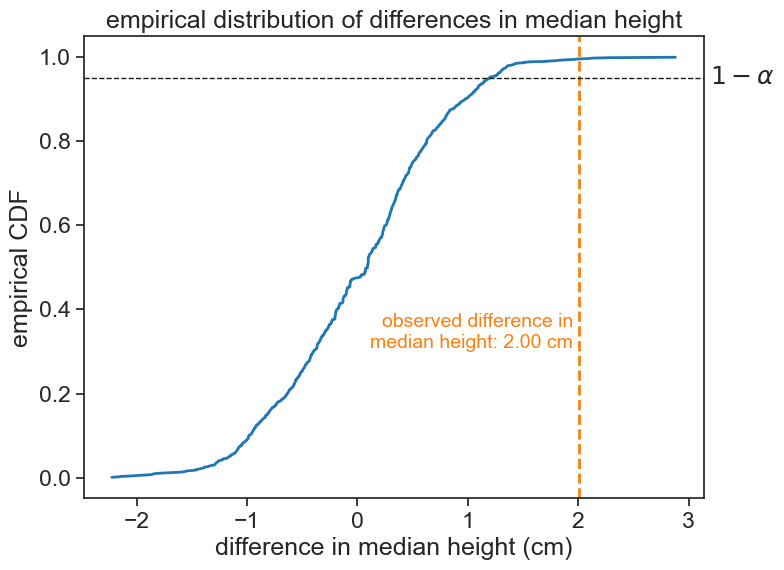 empirical distribution of differences in median height
1.0
1 − α
0.8
0.6
0.4
0.2
0.0
empirical CDF
observed difference in
median height: 2.00 cm
−2 −1 0 1 2 3
difference in median height (cm)